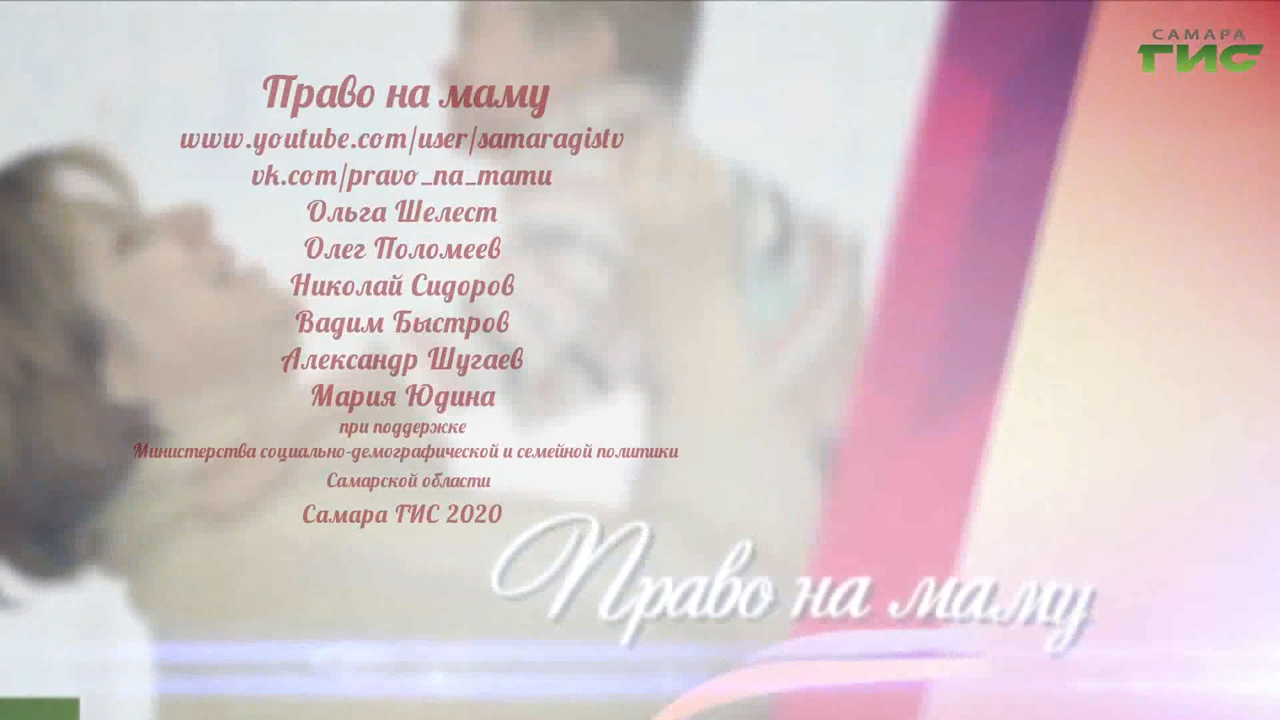 САМАРА
ГИС
Право на маму
www.youtube.com/user/samaragistv
vk.com/pravo_na_mamu
Ольга Шелест
Олег Поломеев
Николай Сидоров
Вадим Быстров
Александр Шугаев
Мария Юдина
при поддержке
Министерства социально-демографической и семейной политики
Самарской области
Самара ГИС 2020
Право на маму